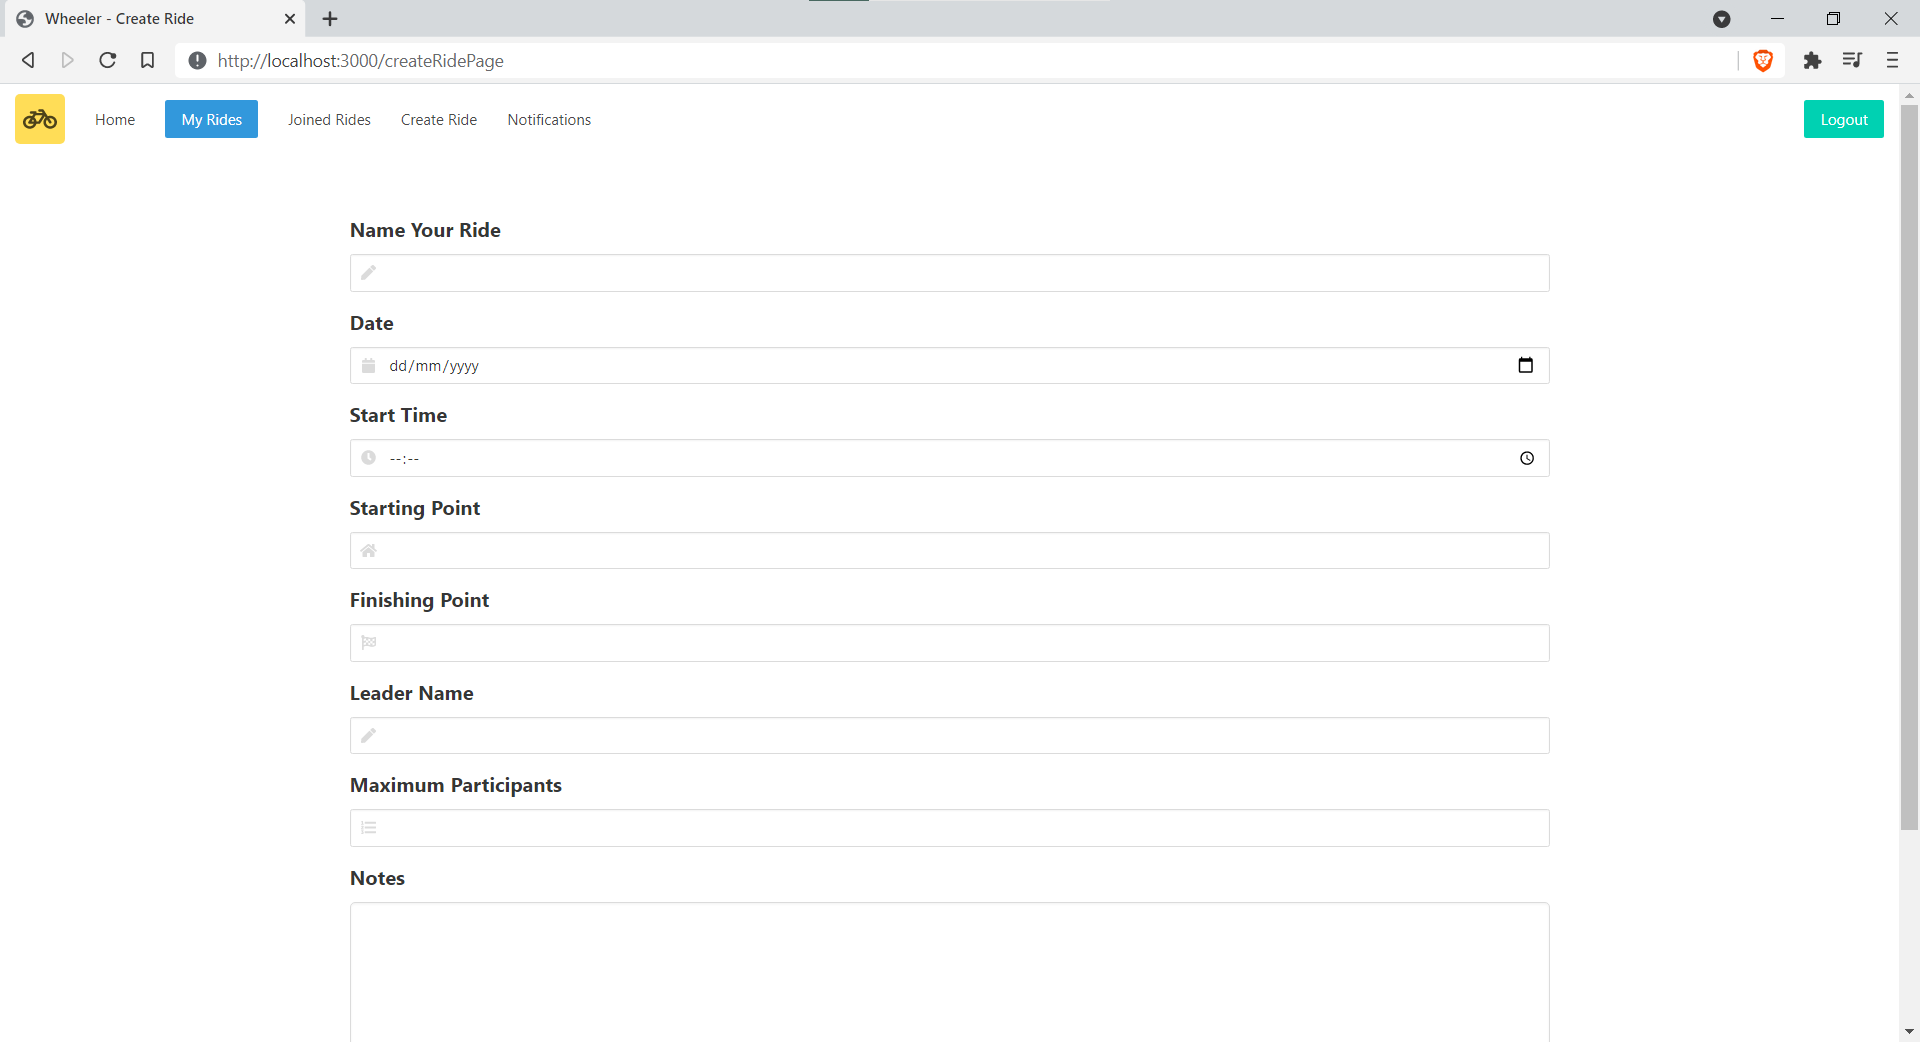 Wheeler - Create Ride
http://localhost:3000/createRidePage
Home My Rides Joined Rides Create Ride Notifications Logout
Name Your Ride
Date
dd/mm/yyyy
Start Time
--:--
Starting Point
Finishing Point
Leader Name
Maximum Participants
Notes